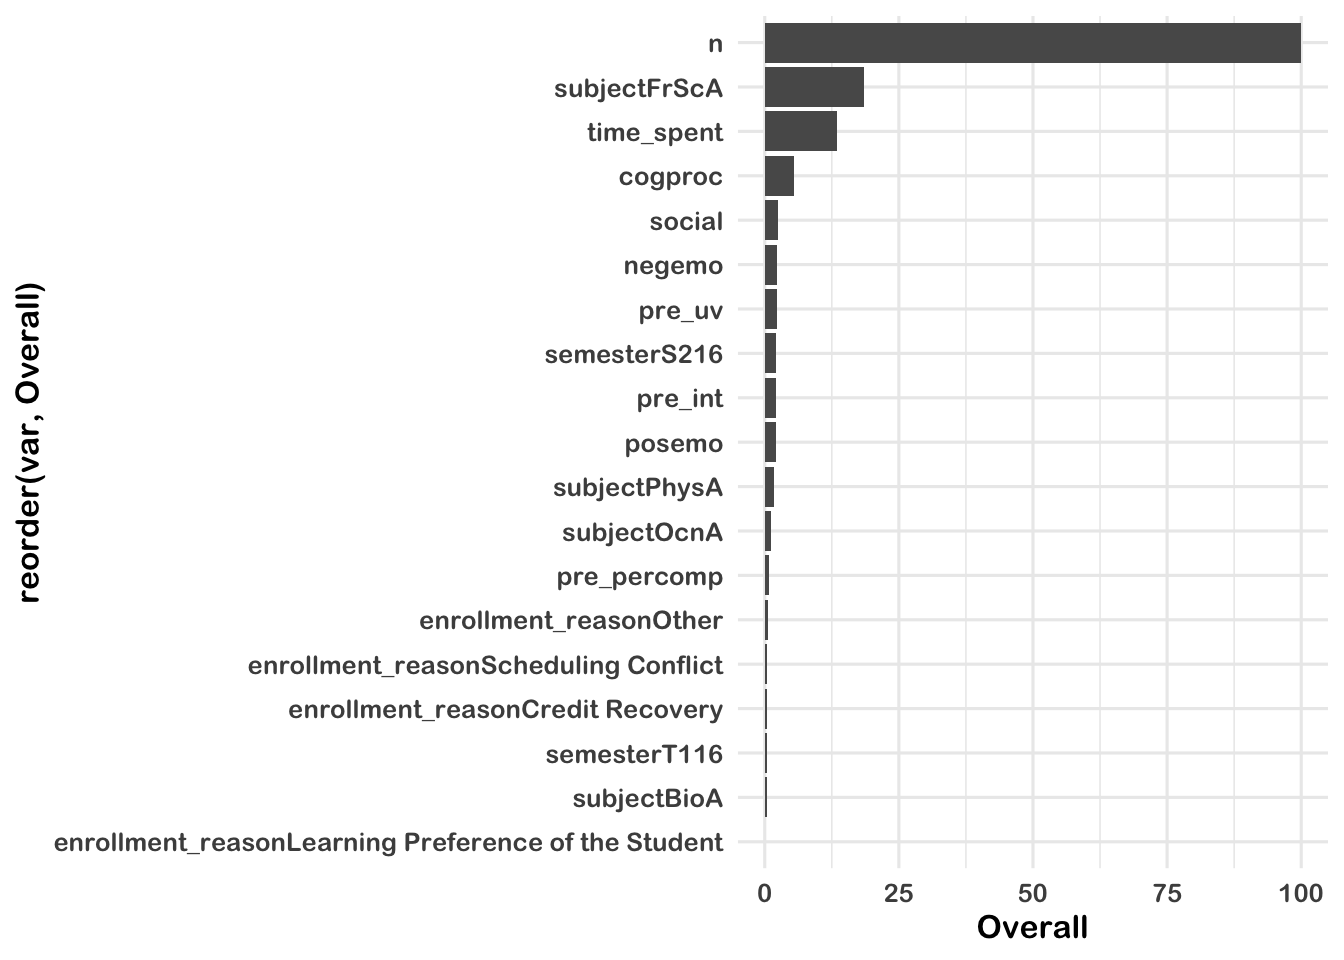 n
subjectFrScA
time_spent
cogproc
social
negemo
pre_uv
semesterS216
pre_int
posemo
subjectPhysA
subjectOcnA
pre_percomp
enrollment_reasonOther
enrollment_reasonScheduling Conflict
enrollment_reasonCredit Recovery
semesterT116
subjectBioA
enrollment_reasonLearning Preference of the Student
reorder(var, Overall)
0 25 50 75 100
Overall